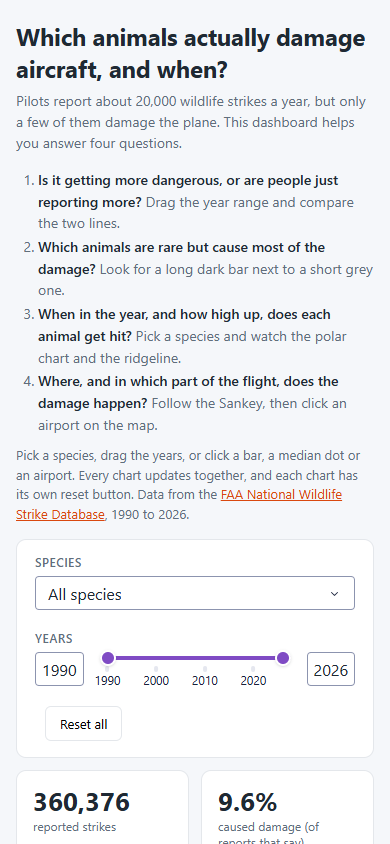 Which animals actually damage
aircraft, and when?
Pilots report about 20,000 wildlife strikes a year, but only
a few of them damage the plane. This dashboard helps
you answer four questions.
1. Is it getting more dangerous, or are people just
reporting more? Drag the year range and compare
the two lines.
2. Which animals are rare but cause most of the
damage? Look for a long dark bar next to a short grey
one.
3. When in the year, and how high up, does each
animal get hit? Pick a species and watch the polar
chart and the ridgeline.
4. Where, and in which part of the flight, does the
damage happen? Follow the Sankey, then click an
airport on the map.
Pick a species, drag the years, or click a bar, a median dot or
an airport. Every chart updates together, and each chart has
its own reset button. Data from the FAA National Wildlife
Strike Database, 1990 to 2026.
SPECIES
All species
YEARS
1990
1990 2000 2010 2020
2026
Reset all
360,376
reported strikes
9.6%
caused damage (of
reports that say)